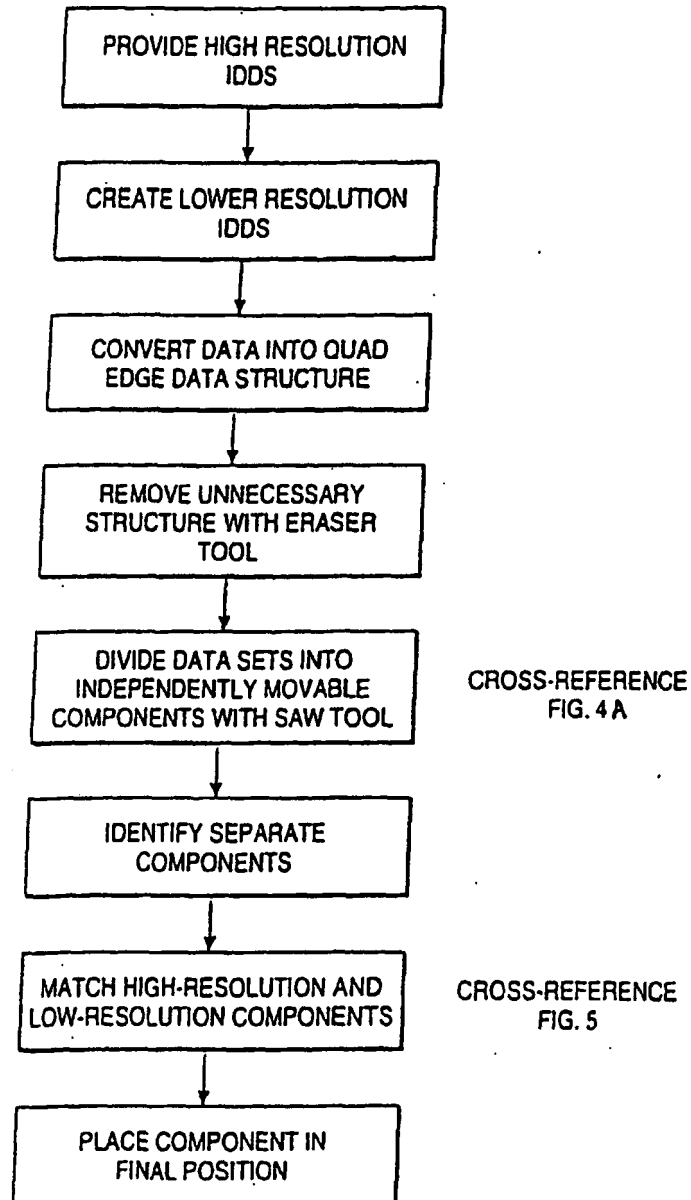 PROVIDE HIGH RESOLUTION
IDDS
CREATE LOWER RESOLUTION
IDDS
CONVERT DATA INTO QUAD
EDGE DATA STRUCTURE
REMOVE UNNECESSARY
STRUCTURE WITH ERASER
TOOL
DIVIDE DATA SETS INTO
INDEPENDENTLY MOVABLE
COMPONENTS WITH SAW TOOL
CROSS-REFERENCE
FIG. 4A
IDENTIFY SEPARATE
COMPONENTS
MATCH HIGH-RESOLUTION AND
LOW-RESOLUTION COMPONENTS
CROSS-REFERENCE
FIG. 5
PLACE COMPONENT IN
FINAL POSITION